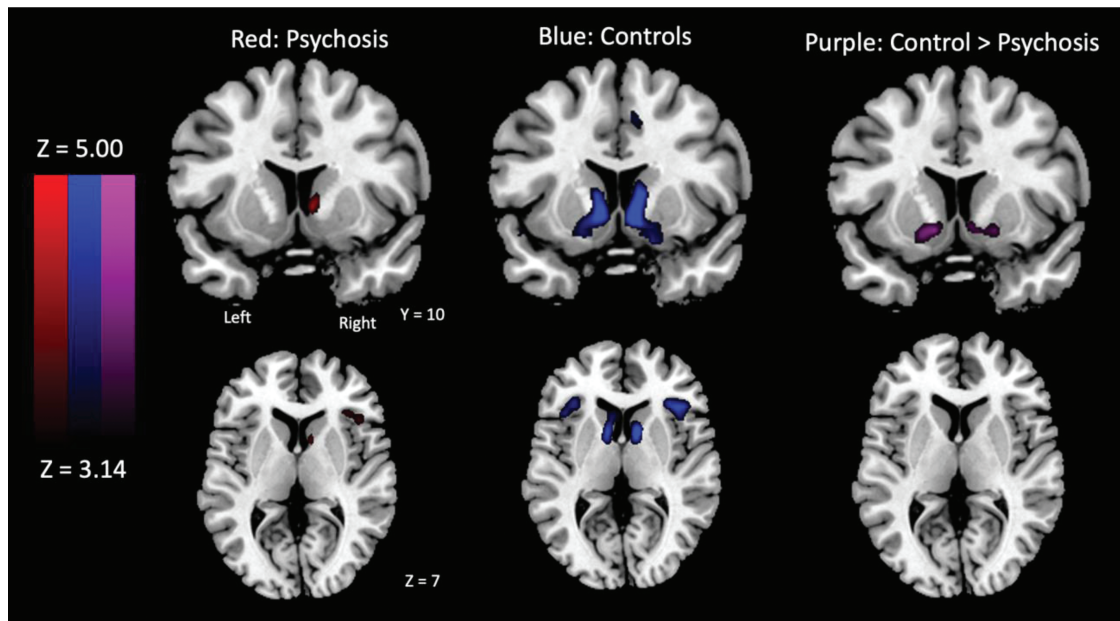 Red: Psychosis
Blue: Controls
Purple: Control > Psychosis
Z = 5.00
Z = 3.14
Left
Right
Y = 10
Z = 7